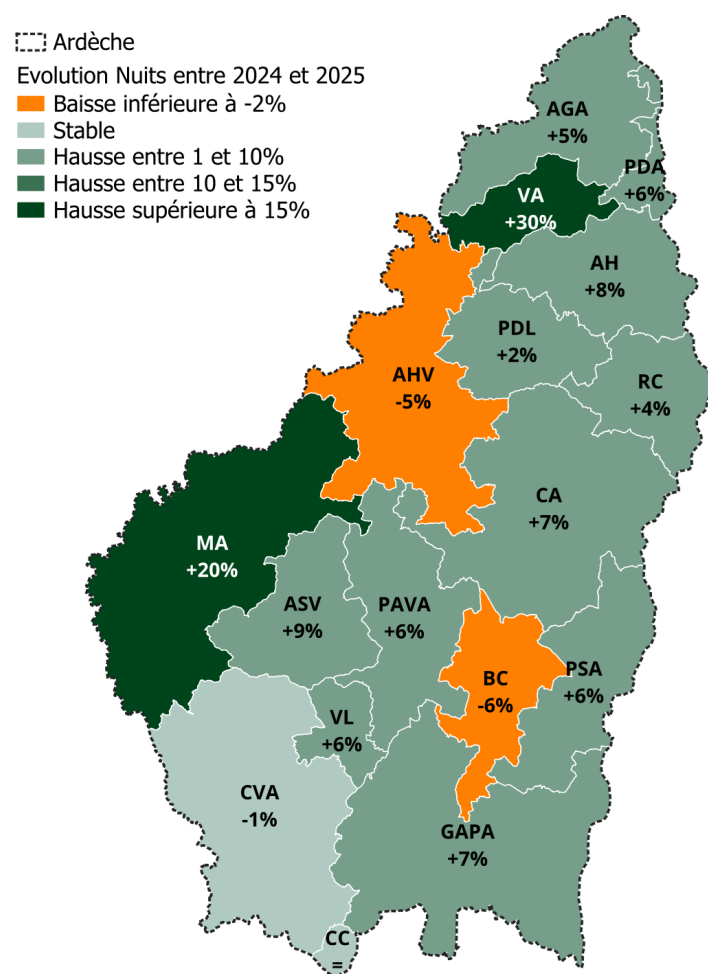 Ardèche
Evolution Nuits entre 2024 et 2025
Baisse inférieure à -2%
Stable
Hausse entre 1 et 10%
Hausse entre 10 et 15%
Hausse supérieure à 15%
AGA
+5%
PDA
+6%
VA
+30%
AH
+8%
PDL
+2%
AHV
-5%
RC
+4%
CA
+7%
MA
+20%
ASV
+9%
PAVA
+6%
BC
-6%
PSA
+6%
VL
+6%
CVA
-1%
GAPA
+7%
CC
=